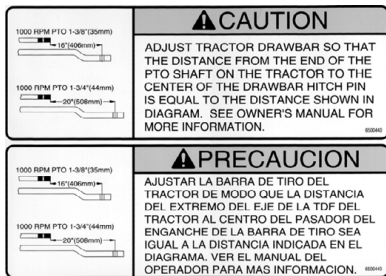 CAUTION
1000 RPM PTO 1-3/8"(35mm)
16"(406mm)
1000 RPM PTO 1-3/4"(44mm)
20"(508mm)
ADJUST TRACTOR DRAWBAR SO THAT
THE DISTANCE FROM THE END OF THE
PTO SHAFT ON THE TRACTOR TO THE
CENTER OF THE DRAWBAR HITCH PIN
IS EQUAL TO THE DISTANCE SHOWN IN
DIAGRAM. SEE OWNER'S MANUAL FOR
MORE INFORMATION.
PRECAUCION
1000 RPM PTO 1-3/8"(35mm)
16"(406mm)
1000 RPM PTO 1-3/4"(44mm)
20"(508mm)
AJUSTAR LA BARRA DE TIRO DEL
TRACTOR DE MODO QUE LA DISTANCIA
DEL EXTREMO DEL EJE DE LA TDF DEL
TRACTOR AL CENTRO DEL PASADOR DEL
ENGANCHE DE LA BARRA DE TIRO SEA
IGUAL A LA DISTANCIA INDICADA EN EL
DIAGRAMA. VER EL MANUAL DEL
OPERADOR PARA MAS INFORMACION.